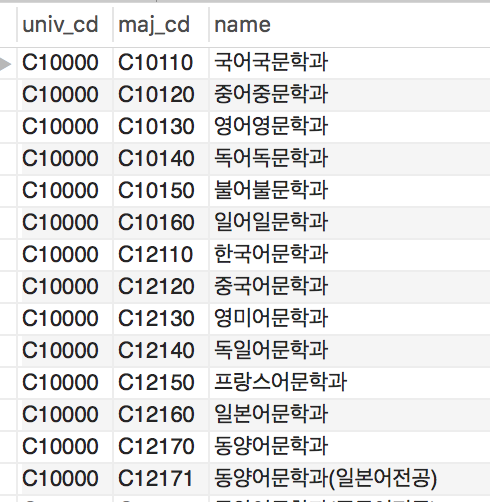 univ_cd maj_cd name
C10000 C10110 국어국문학과
C10000 C10120 중어중문학과
C10000 C10130 영어영문학과
C10000 C10140 독어독문학과
C10000 C10150 불어불문학과
C10000 C10160 일어일문학과
C10000 C12110 한국어문학과
C10000 C12120 중국어문학과
C10000 C12130 영미어문학과
C10000 C12140 독일어문학과
C10000 C12150 프랑스어문학과
C10000 C12160 일본어문학과
C10000 C12170 동양어문학과
C10000 C12171 동양어문학과(일본어전공)